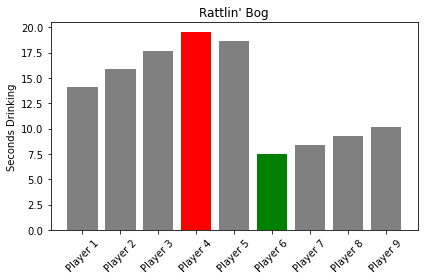 Rattlin' Bog
Seconds Drinking
20.0
17.5
15.0
12.5
10.0
7.5
5.0
2.5
0.0
Player 1
Player 2
Player 3
Player 4
Player 5
Player 6
Player 7
Player 8
Player 9